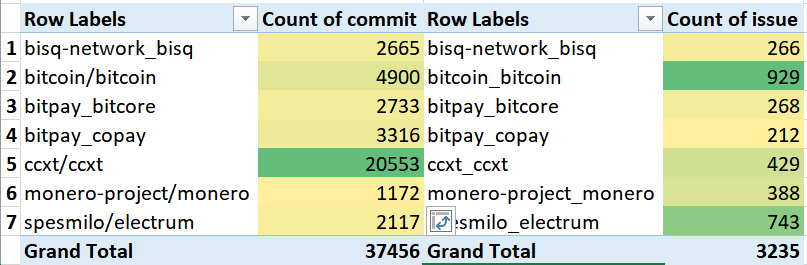 Row Labels Count of commit Row Labels Count of issue
1 bisq-network_bisq 2665 bisq-network_bisq 266
2 bitcoin/bitcoin 4900 bitcoin_bitcoin 929
3 bitpay_bitcore 2733 bitpay_bitcore 268
4 bitpay_copay 3316 bitpay_copay 212
5 ccxt/ccxt 20553 ccxt_ccxt 429
6 monero-project/monero 1172 monero-project_monero 388
7 spesmilo/electrum 2117 esmilo_electrum 743
Grand Total 37456 Grand Total 3235